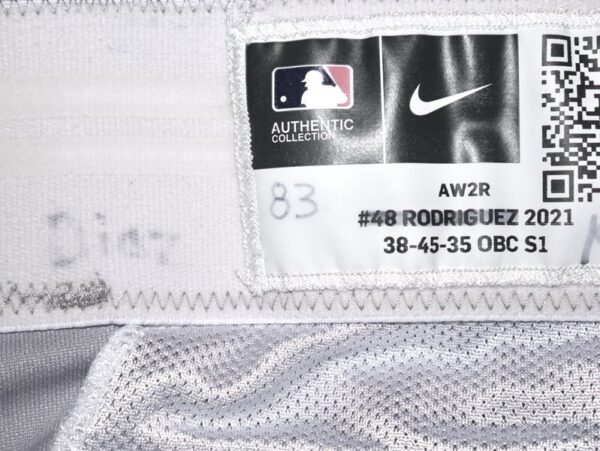 AUTHENTIC
COLLECTION
83
AW2R
#48 RODRIGUEZ 2021
38-45-35 OBC S1
Diaz